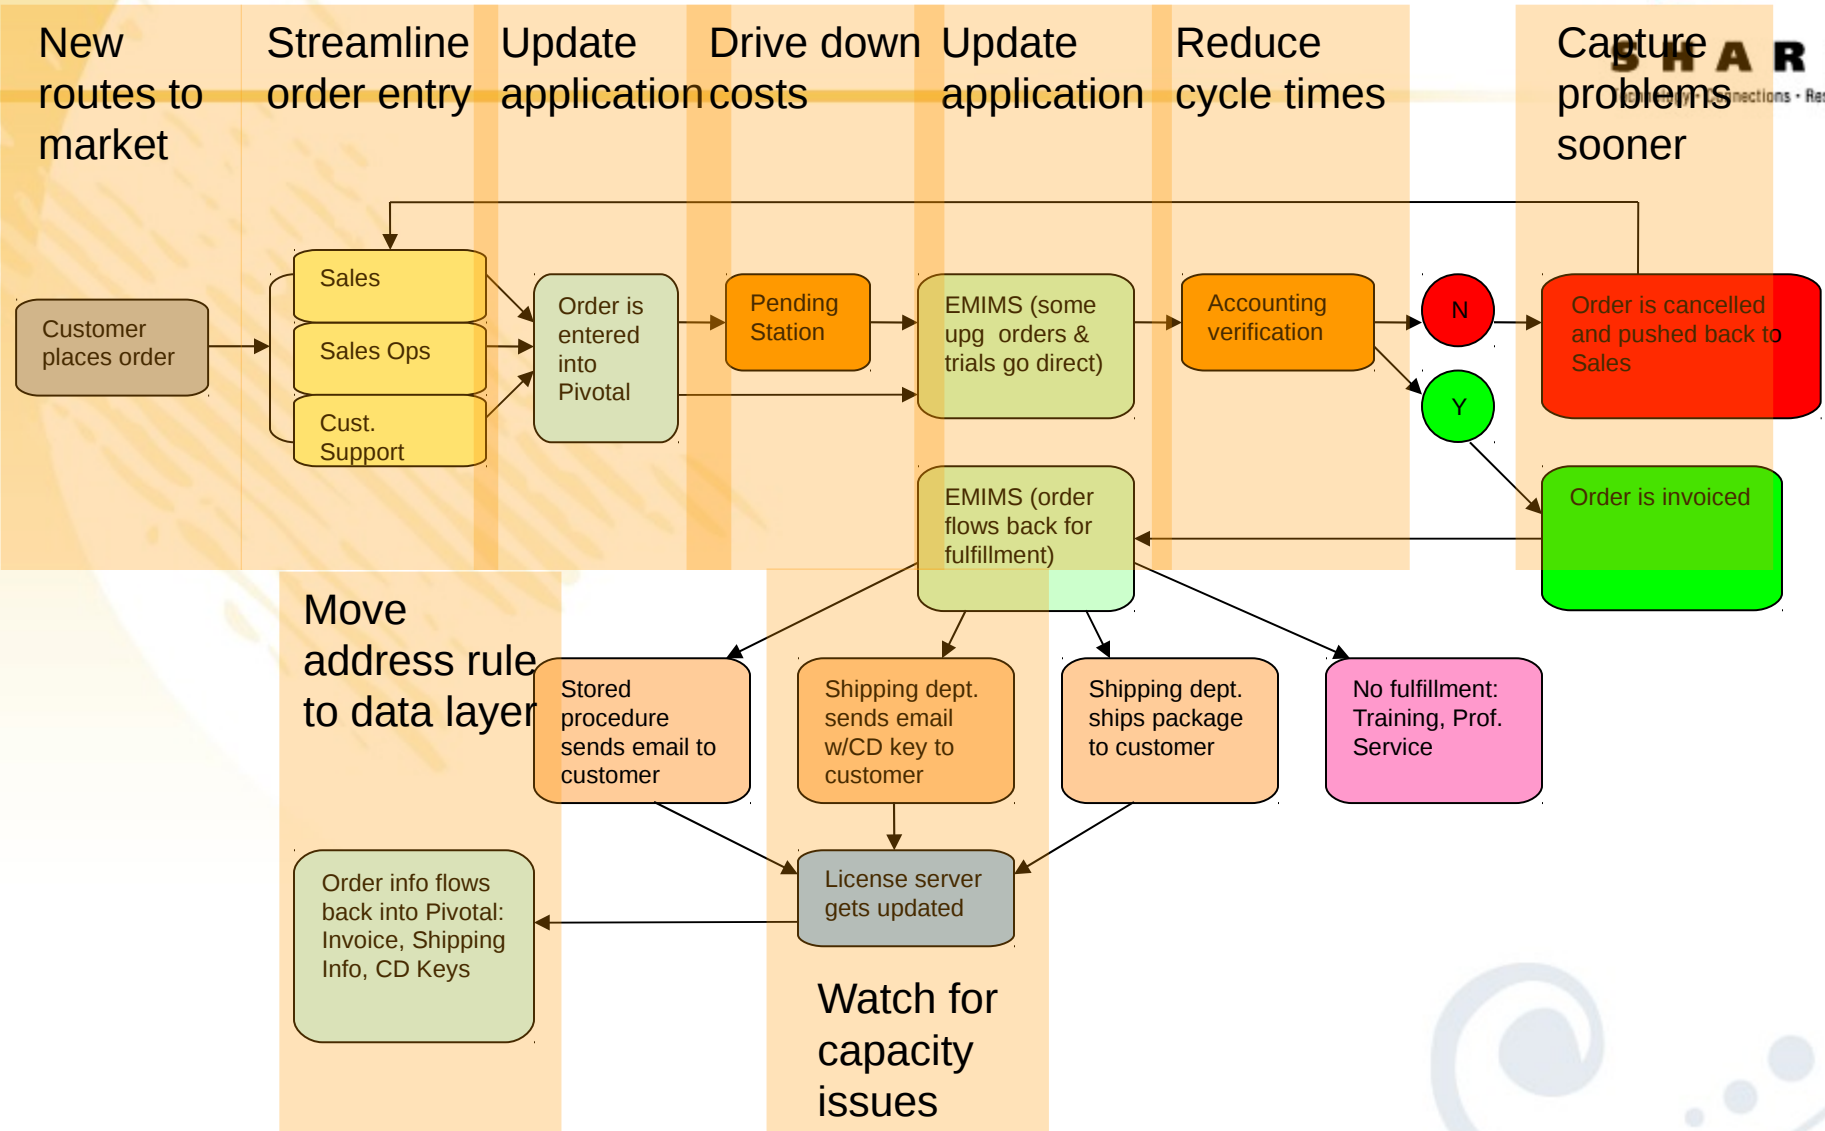 New
routes to
market
Streamline
order entry
Update
application
Drive down
costs
Update
application
Reduce
cycle times
Capture
problems
sooner
S H A R
Connections • Res
Customer
places order
Sales
Sales Ops
Cust.
Support
Order is
entered
into
Pivotal
Pending
Station
EMIMS (some
upg  orders &
trials go direct)
Accounting
verification
N
Y
Order is cancelled
and pushed back to
Sales
Order is invoiced
EMIMS (order
flows back for
fulfillment)
Move
address rule
to data layer
Stored
procedure
sends email to
customer
Shipping dept.
sends email
w/CD key to
customer
Shipping dept.
ships package
to customer
No fulfillment:
Training, Prof.
Service
Order info flows
back into Pivotal:
Invoice, Shipping
Info, CD Keys
License server
gets updated
Watch for
capacity
issues